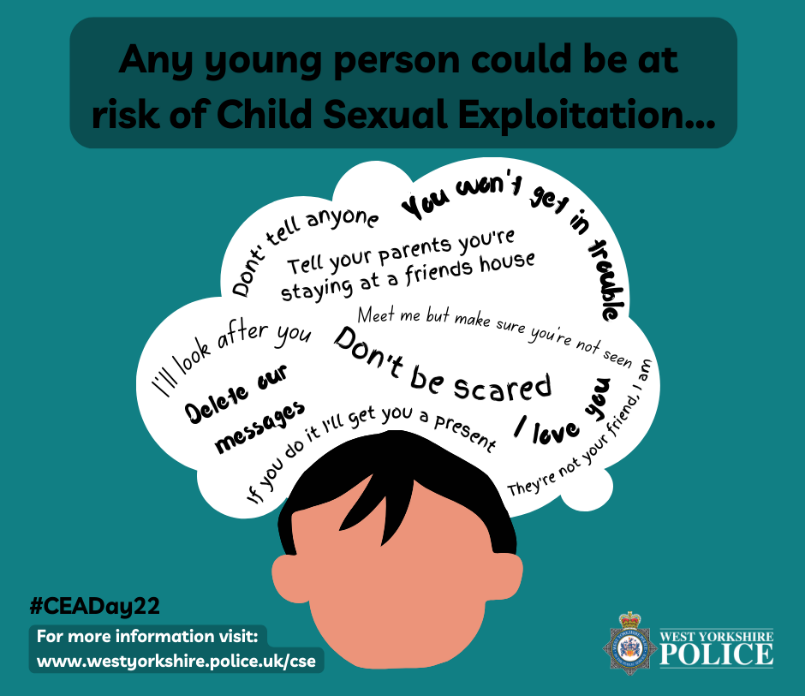 Any young person could be at
risk of Child Sexual Exploitation...
Dont' tell anyone
You won't get in trouble
Tell your parents you're
staying at a friends house
Meet me but make sure you're not seen
I'll look after you
Don't be scared
Delete our
messages
I love you
If you do it I'll get you a present
They're not your friend, I am
#CEADay22
For more information visit:
www.westyorkshire.police.uk/cse
WEST YORKSHIRE
POLICE